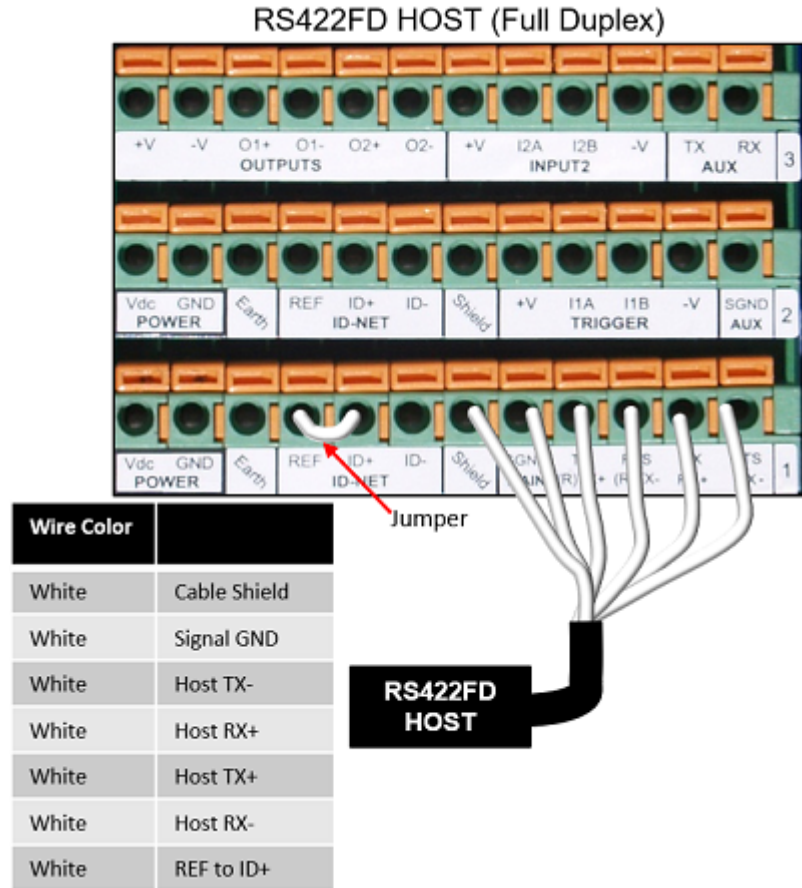 RS422FD HOST (Full Duplex)
+V -V O1+ O1- O2+ O2- +V I2A I2B -V TX RX
OUTPUTS INPUT2 AUX 3
Vdc GND Earth REF ID+ ID- Shield +V I1A I1B -V SGND
POWER ID-NET TRIGGER AUX 2
Vdc GND Earth REF ID+ ID- Shield
POWER ID-NET 1
Jumper
Wire Color
White Cable Shield
White Signal GND
White Host TX-
White Host RX+
White Host TX+
White Host RX-
White REF to ID+
RS422FD
HOST